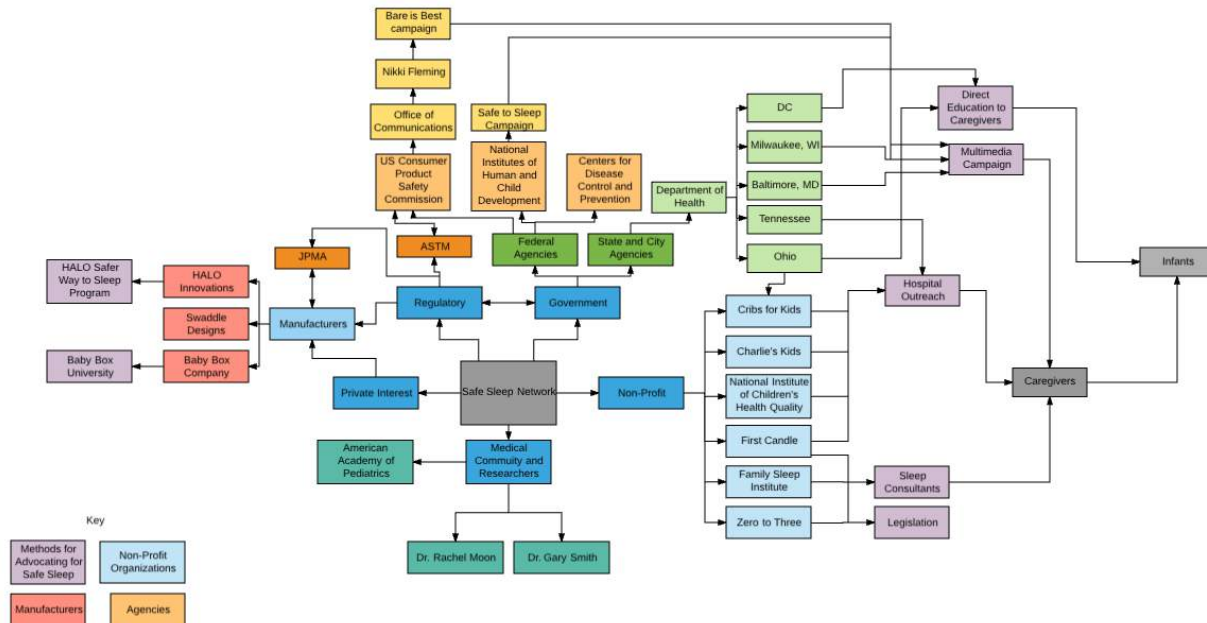 Bare is Best
campaign
Nikki Fleming
Office of
Communications
Safe to Sleep
Campaign
US Consumer
Product
Safety
Commission
National
Institutes of
Human and
Child
Development
Centers for
Disease Control
and
Prevention
DC
Milwaukee, WI
Baltimore, MD
Tennessee
Ohio
Department of
Health
Direct
Education to
Caregivers
Multimedia
Campaign
JPMA
ASTM
Federal
Agencies
State and City
Agencies
Infants
HALO Safer
Way to Sleep
Program
HALO
Innovations
Swaddle
Designs
Baby Box
University
Baby Box
Company
Manufacturers
Regulatory
Government
Hospital
Outreach
Private Interest
Safe Sleep Network
Non-Profit
Cribs for Kids
Charlie's Kids
National Institute
of Children's
Health Quality
First Candle
Family Sleep
Institute
Zero to Three
Caregivers
Sleep
Consultants
Legislation
American
Academy of
Pediatrics
Medical
Commuity and
Researchers
Dr. Rachel Moon
Dr. Gary Smith
Key
Methods for
Advocating for
Safe Sleep
Non-Profit
Organizations
Manufacturers
Agencies